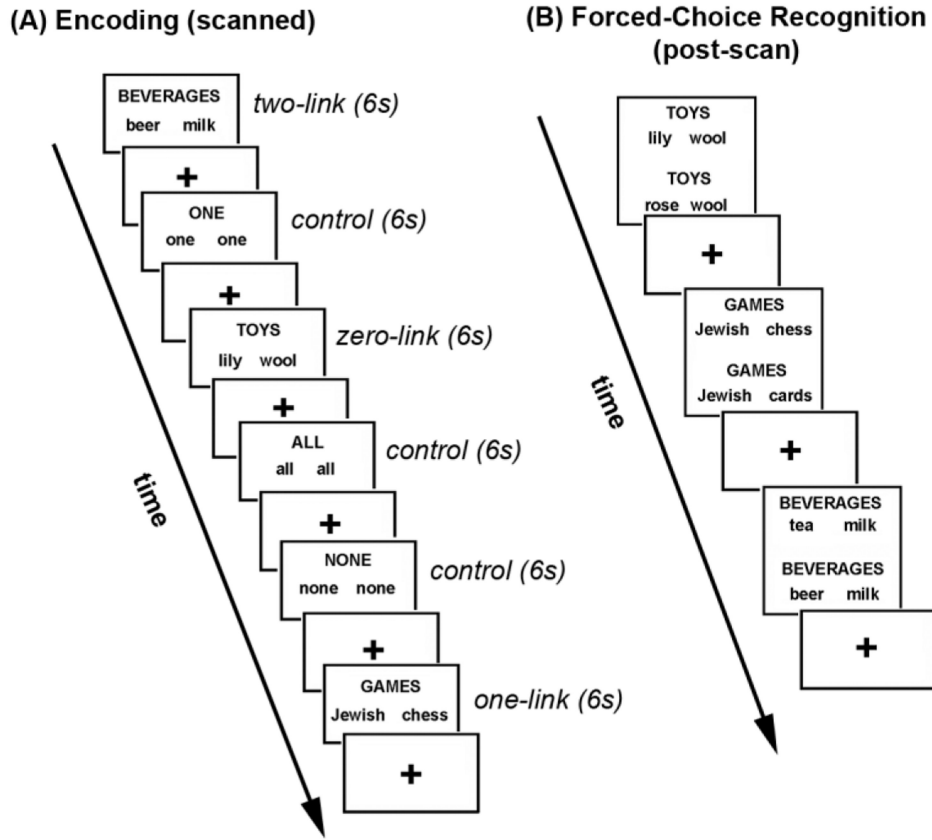 (A) Encoding (scanned)
BEVERAGES
beer milk
two-link (6s)
+
ONE
one one
control (6s)
+
TOYS
lily wool
zero-link (6s)
+
ALL
all all
control (6s)
+
NONE
none none
control (6s)
+
GAMES
Jewish chess
one-link (6s)
+
time
(B) Forced-Choice Recognition
(post-scan)
TOYS
lily wool
TOYS
rose wool
+
GAMES
Jewish chess
GAMES
Jewish cards
+
BEVERAGES
tea milk
BEVERAGES
beer milk
+
time